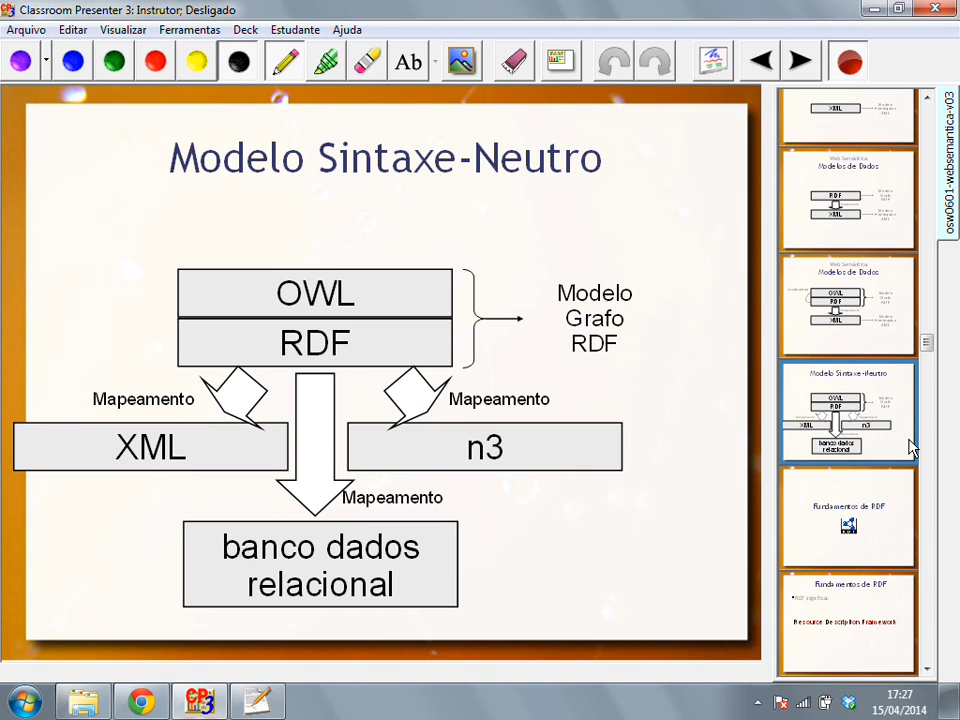 Classroom Presenter 3: Instrutor; Desligado
Arquivo Editar Visualizar Ferramentas Deck Estudante Ajuda
Ab
Modelo Sintaxe-Neutro
OWL
RDF
Modelo
Grafo
RDF
Mapeamento
Mapeamento
XML
n3
Mapeamento
banco dados
relacional
XML
Web Semântica
Modelos de Dados
RDF
XML
Web Semântica
Modelos de Dados
OWL
RDF
XML
Modelo Sintaxe-Neutro
OWL
RDF
XML
n3
banco dados
relacional
Fundamentos de RDF
Fundamentos de RDF
RDF significa:
Resource Description Framework
osw0601-websemantica-v03
CP3
17:27
15/04/2014